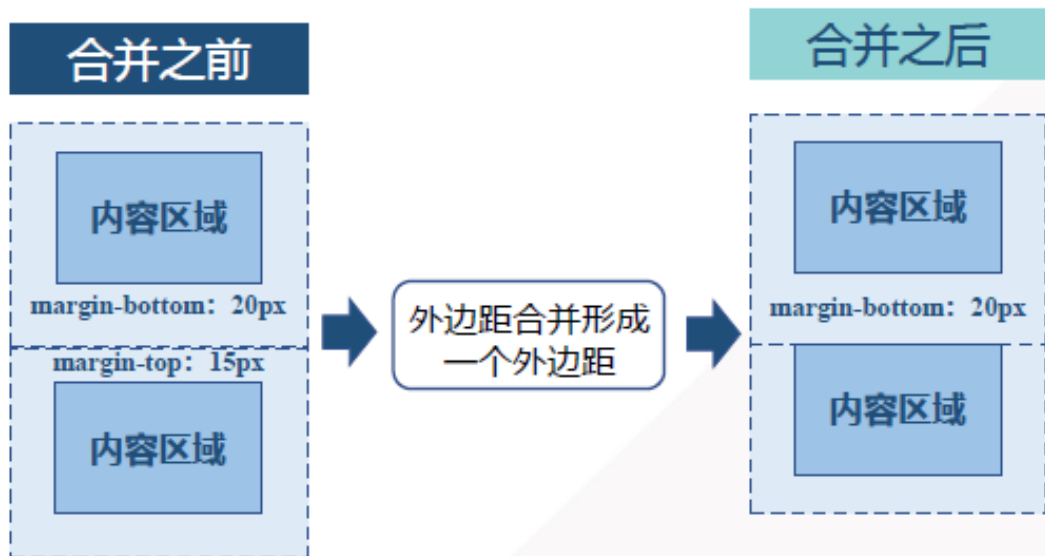 合并之前
内容区域
margin-bottom：20px
margin-top：15px
内容区域
外边距合并形成
一个外边距
合并之后
内容区域
margin-bottom：20px
内容区域